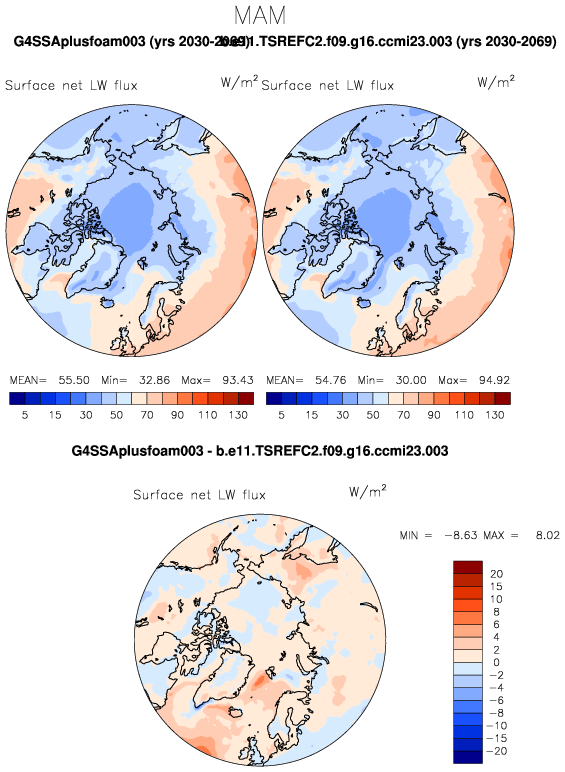 MAM
G4SSAplusfoam003 (yrs 2030-2069) b.e11.TSREFC2.f09.g16.ccmi23.003 (yrs 2030-2069)
Surface net LW flux W/m² Surface net LW flux W/m²
MEAN= 55.50 Min= 32.86 Max= 93.43 MEAN= 54.76 Min= 30.00 Max= 94.92
5 15 30 50 70 90 110 130 5 15 30 50 70 90 110 130
G4SSAplusfoam003 - b.e11.TSREFC2.f09.g16.ccmi23.003
Surface net LW flux W/m²
MIN = -8.63 MAX = 8.02
20
15
10
8
6
4
2
0
-2
-4
-6
-8
-10
-15
-20